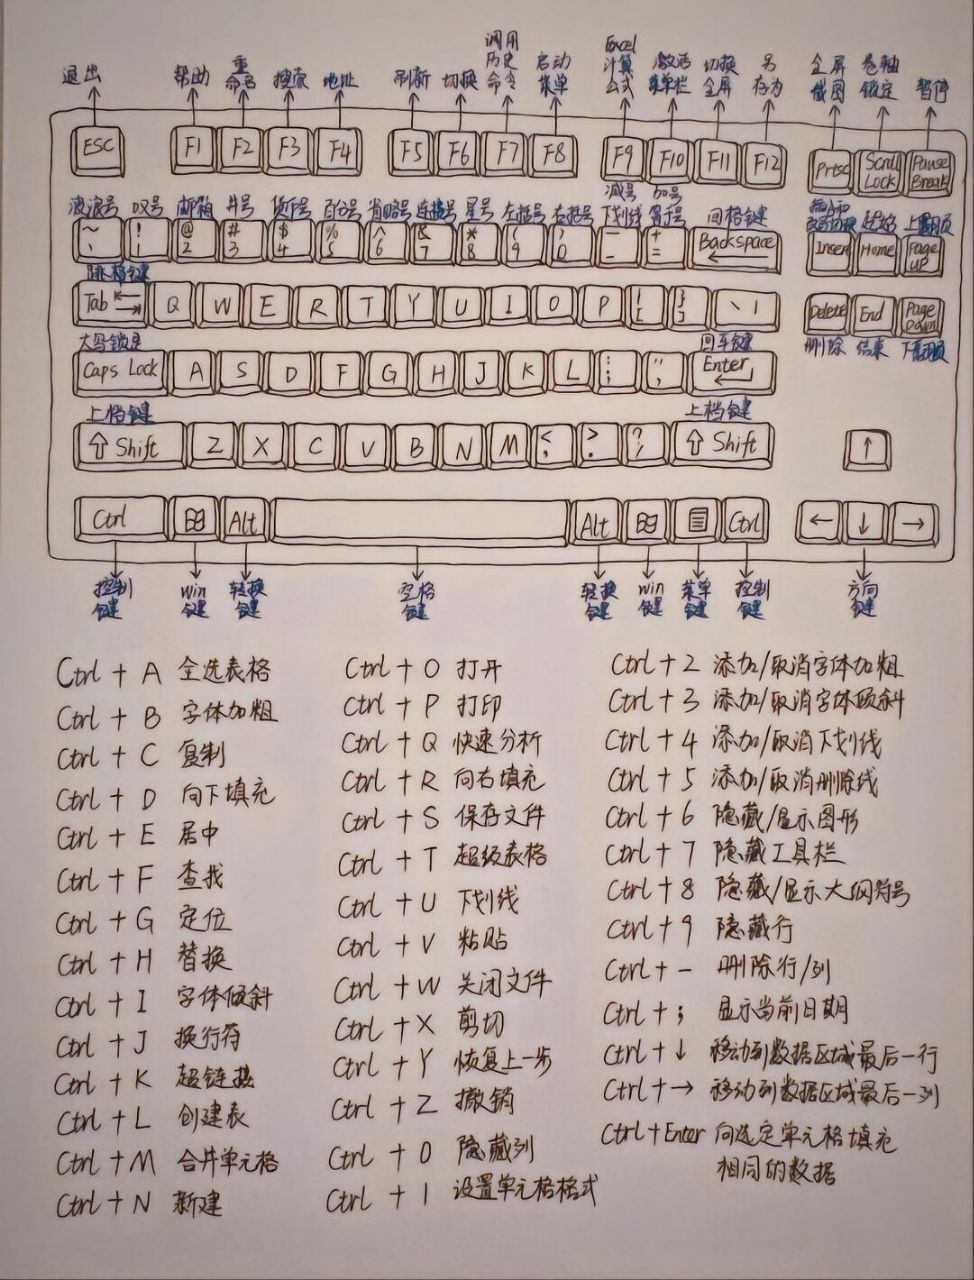 退出 帮助 重命名 搜索 地址 刷新 切换 调用历史命令 启动菜单 Excel计算公式 激活菜单栏 切换全屏 另存为 全屏截图 卷轴锁定 暂停
ESC F1 F2 F3 F4 F5 F6 F7 F8 F9 F10 F11 F12 Prtsc Scroll Lock Pause Break
波浪号 叹号 邮箱 井号 货币号 百分号 省略号 连接号 星号 左括号 右括号 减号下划线 加号等于号 回格键 起始 上翻页
~ ` ! 1 @ 2 # 3 $ 4 % 5 ^ 6 & 7 * 8 ( 9 ) 0 — - + = Backspace Insert Home Page UP
跳格键
Tab Q W E R T Y U I O P { [ } ] \ | Delete End Page Down
大写锁定 回车键 删除 结束 下翻页
Caps Lock A S D F G H J K L : ; " ' Enter
上档键 上档键
Shift Z X C V B N M < , > . ? / Shift ↑
Ctrl Alt Alt Ctrl ← ↓ →
控制键 win键 转换键 空格键 转换键 win键 菜单键 控制键 方向键
Ctrl + A 全选表格
Ctrl + B 字体加粗
Ctrl + C 复制
Ctrl + D 向下填充
Ctrl + E 居中
Ctrl + F 查找
Ctrl + G 定位
Ctrl + H 替换
Ctrl + I 字体倾斜
Ctrl + J 换行符
Ctrl + K 超链接
Ctrl + L 创建表
Ctrl + M 合并单元格
Ctrl + N 新建
Ctrl + O 打开
Ctrl + P 打印
Ctrl + Q 快速分析
Ctrl + R 向右填充
Ctrl + S 保存文件
Ctrl + T 超级表格
Ctrl + U 下划线
Ctrl + V 粘贴
Ctrl + W 关闭文件
Ctrl + X 剪切
Ctrl + Y 恢复上一步
Ctrl + Z 撤销
Ctrl + 0 隐藏列
Ctrl + 1 设置单元格格式
Ctrl + 2 添加/取消字体加粗
Ctrl + 3 添加/取消字体倾斜
Ctrl + 4 添加/取消下划线
Ctrl + 5 添加/取消删除线
Ctrl + 6 隐藏/显示图形
Ctrl + 7 隐藏工具栏
Ctrl + 8 隐藏/显示大纲符号
Ctrl + 9 隐藏行
Ctrl + - 删除行/列
Ctrl + ; 显示当前日期
Ctrl + ↓ 移动到数据区域最后一行
Ctrl + → 移动到数据区域最后一列
Ctrl + Enter 向选定单元格填充
相同的数据